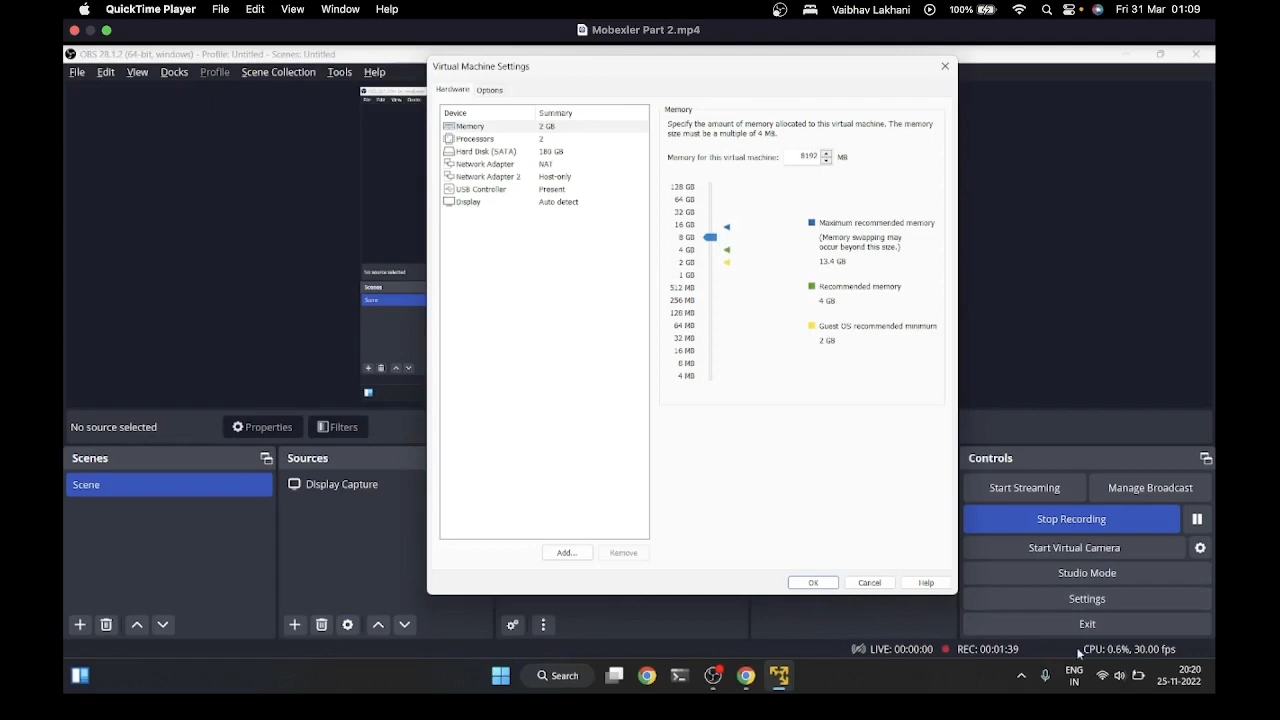 QuickTime Player File Edit View Window Help Vaibhav Lakhani 100% Fri 31 Mar 01:09
Mobexler Part 2.mp4
OBS 28.1.2 (64-bit, windows) - Profile: Untitled - Scenes: Untitled
File Edit View Docks Profile Scene Collection Tools Help
Virtual Machine Settings
Hardware Options
Device Summary
Memory 2 GB
Processors 2
Hard Disk (SATA) 180 GB
Network Adapter NAT
Network Adapter 2 Host-only
USB Controller Present
Display Auto detect
Add... Remove
Memory
Specify the amount of memory allocated to this virtual machine. The memory
size must be a multiple of 4 MB.
Memory for this virtual machine: 8192 MB
128 GB
64 GB
32 GB
16 GB
8 GB
4 GB
2 GB
1 GB
512 MB
256 MB
128 MB
64 MB
32 MB
16 MB
8 MB
4 MB
Maximum recommended memory
(Memory swapping may
occur beyond this size.)
13.4 GB
Recommended memory
4 GB
Guest OS recommended minimum
2 GB
OK Cancel Help
File Edit View Docks
No source selected
Scenes
Scene
No source selected Properties Filters
Scenes Sources Controls
Scene Display Capture Start Streaming Manage Broadcast
Stop Recording
Start Virtual Camera
Studio Mode
Settings
Exit
LIVE: 00:00:00 REC: 00:01:39 CPU: 0.6%, 30.00 fps
Search ENG 20:20
IN 25-11-2022